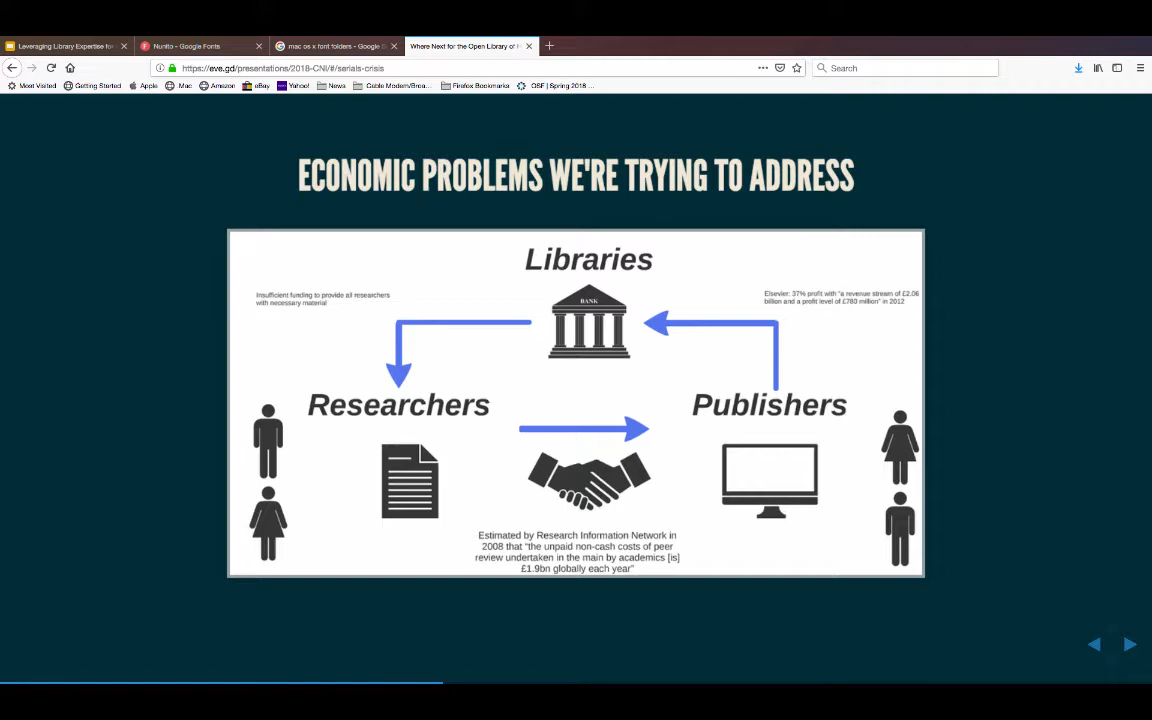 Leveraging Library Expertise for
Nunito - Google Fonts
mac os x font folders - Google S
Where Next for the Open Library of H
https://eve.gd/presentations/2018-CNI/#/serials-crisis
Search
Most Visited
Getting Started
Apple
Mac
Amazon
eBay
Yahoo!
News
Cable Modem/Broa...
Firefox Bookmarks
OSF | Spring 2018 ...
ECONOMIC PROBLEMS WE'RE TRYING TO ADDRESS
Libraries
Insufficient funding to provide all researchers
with necessary material
BANK
Elsevier: 37% profit with "a revenue stream of £2.06
billion and a profit level of £780 million" in 2012
Researchers
Publishers
Estimated by Research Information Network in
2008 that "the unpaid non-cash costs of peer
review undertaken in the main by academics [is]
£1.9bn globally each year"